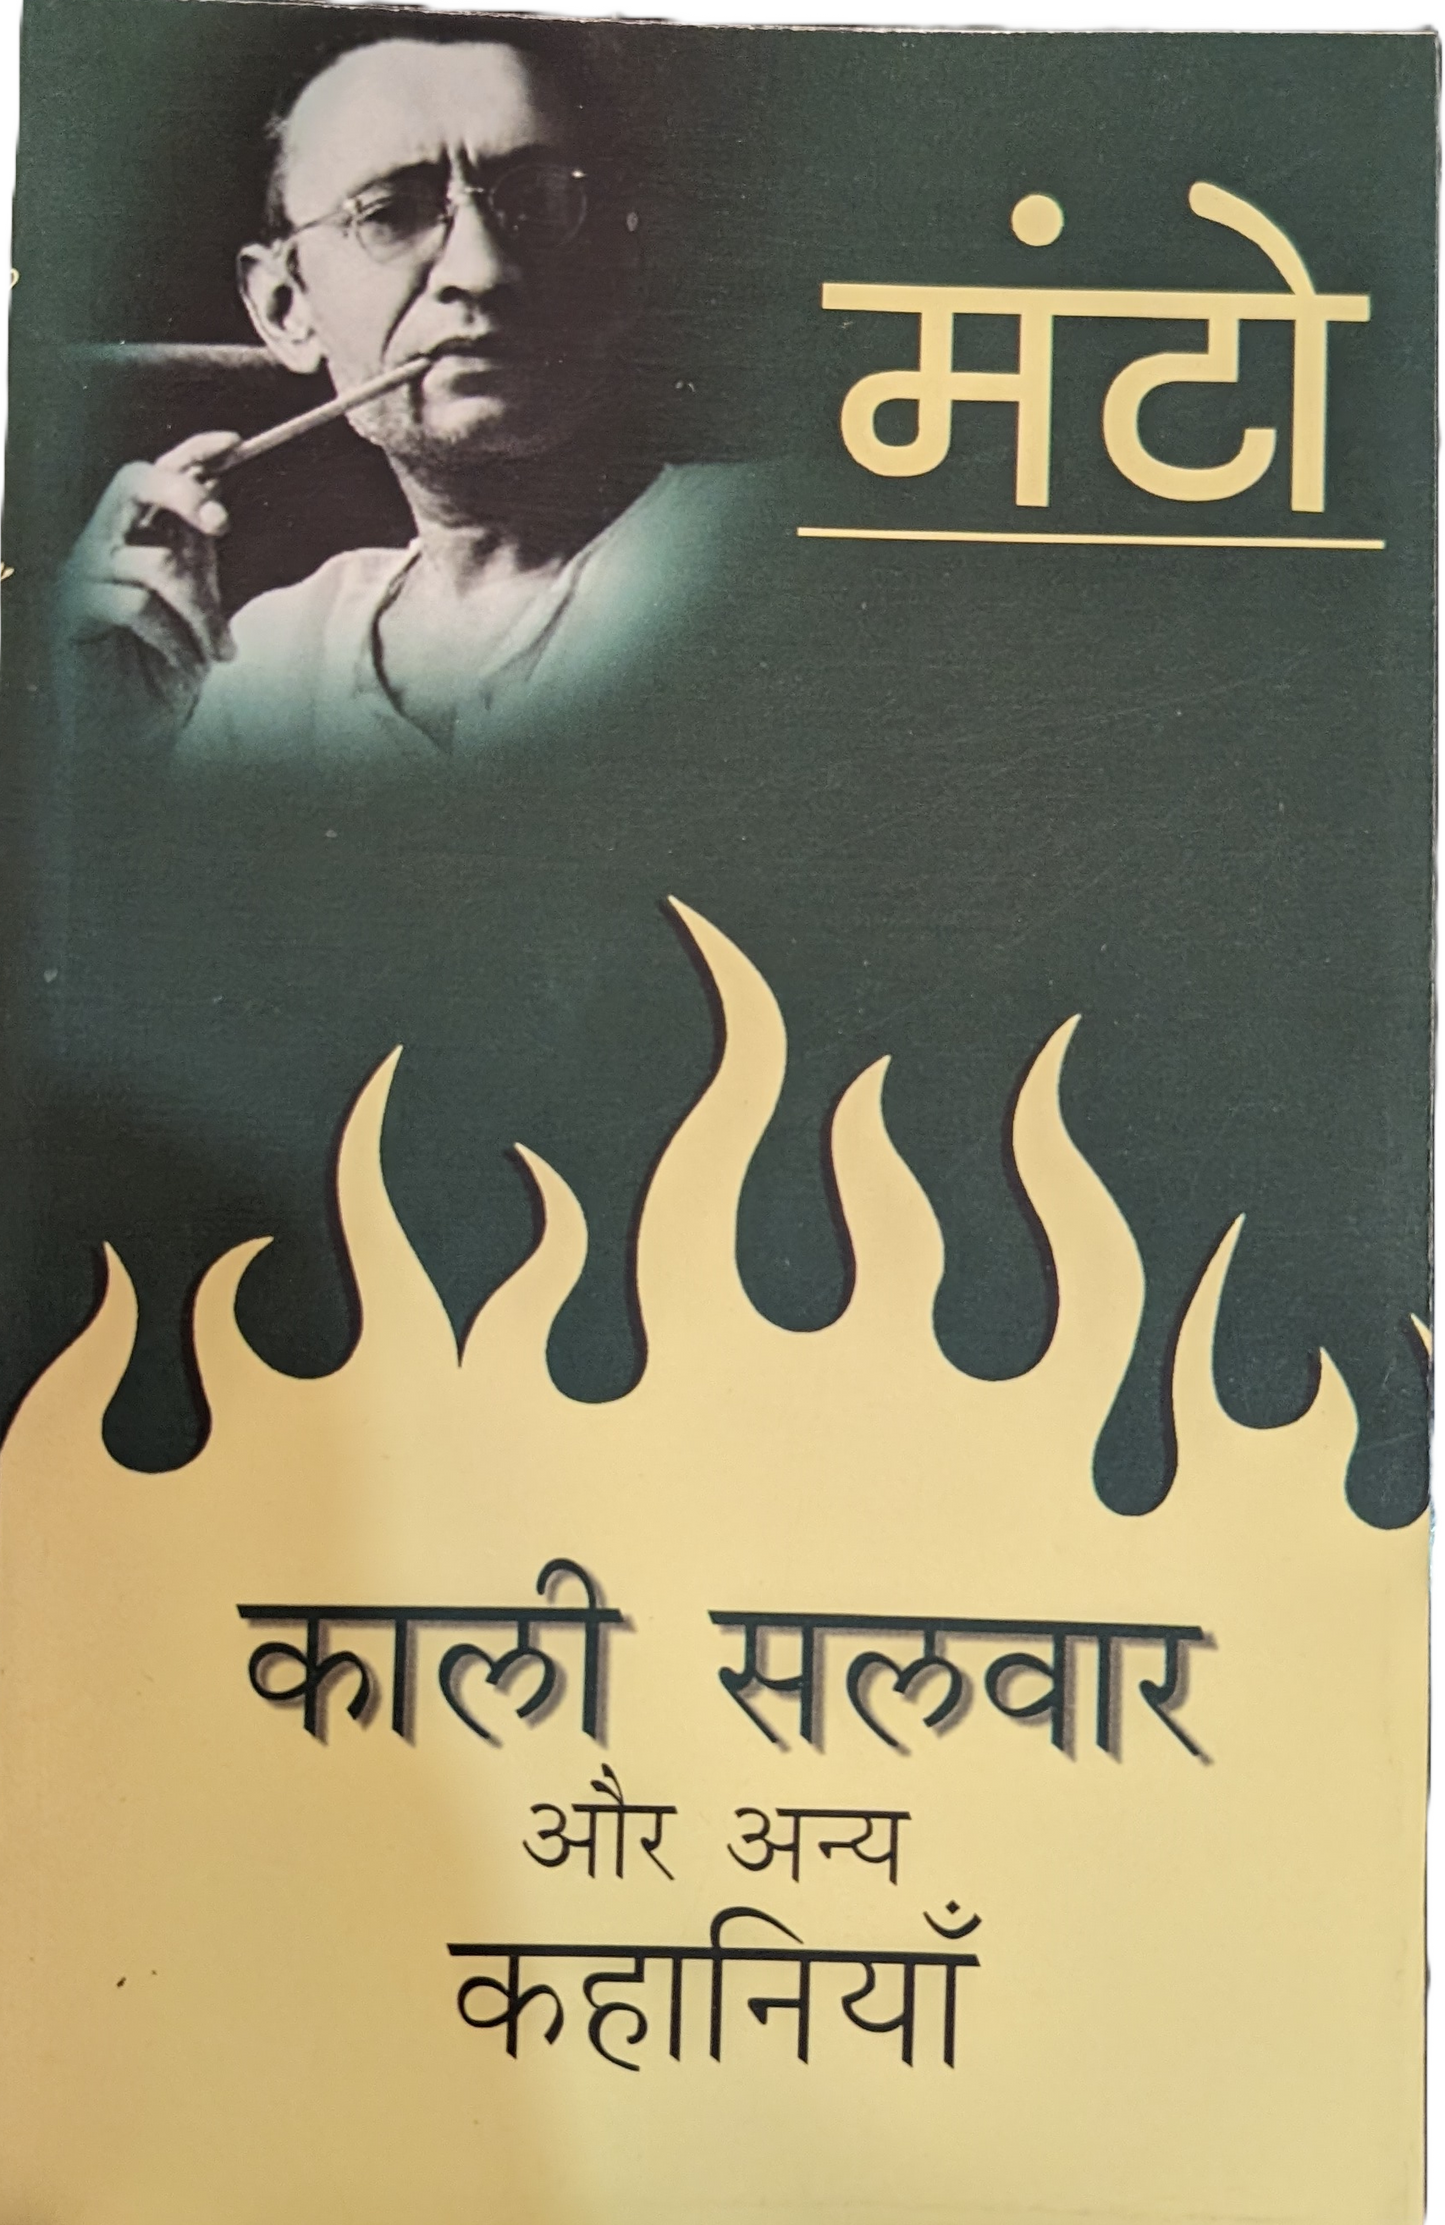 मंटो
काली सलवार
और अन्य
कहानियाँ